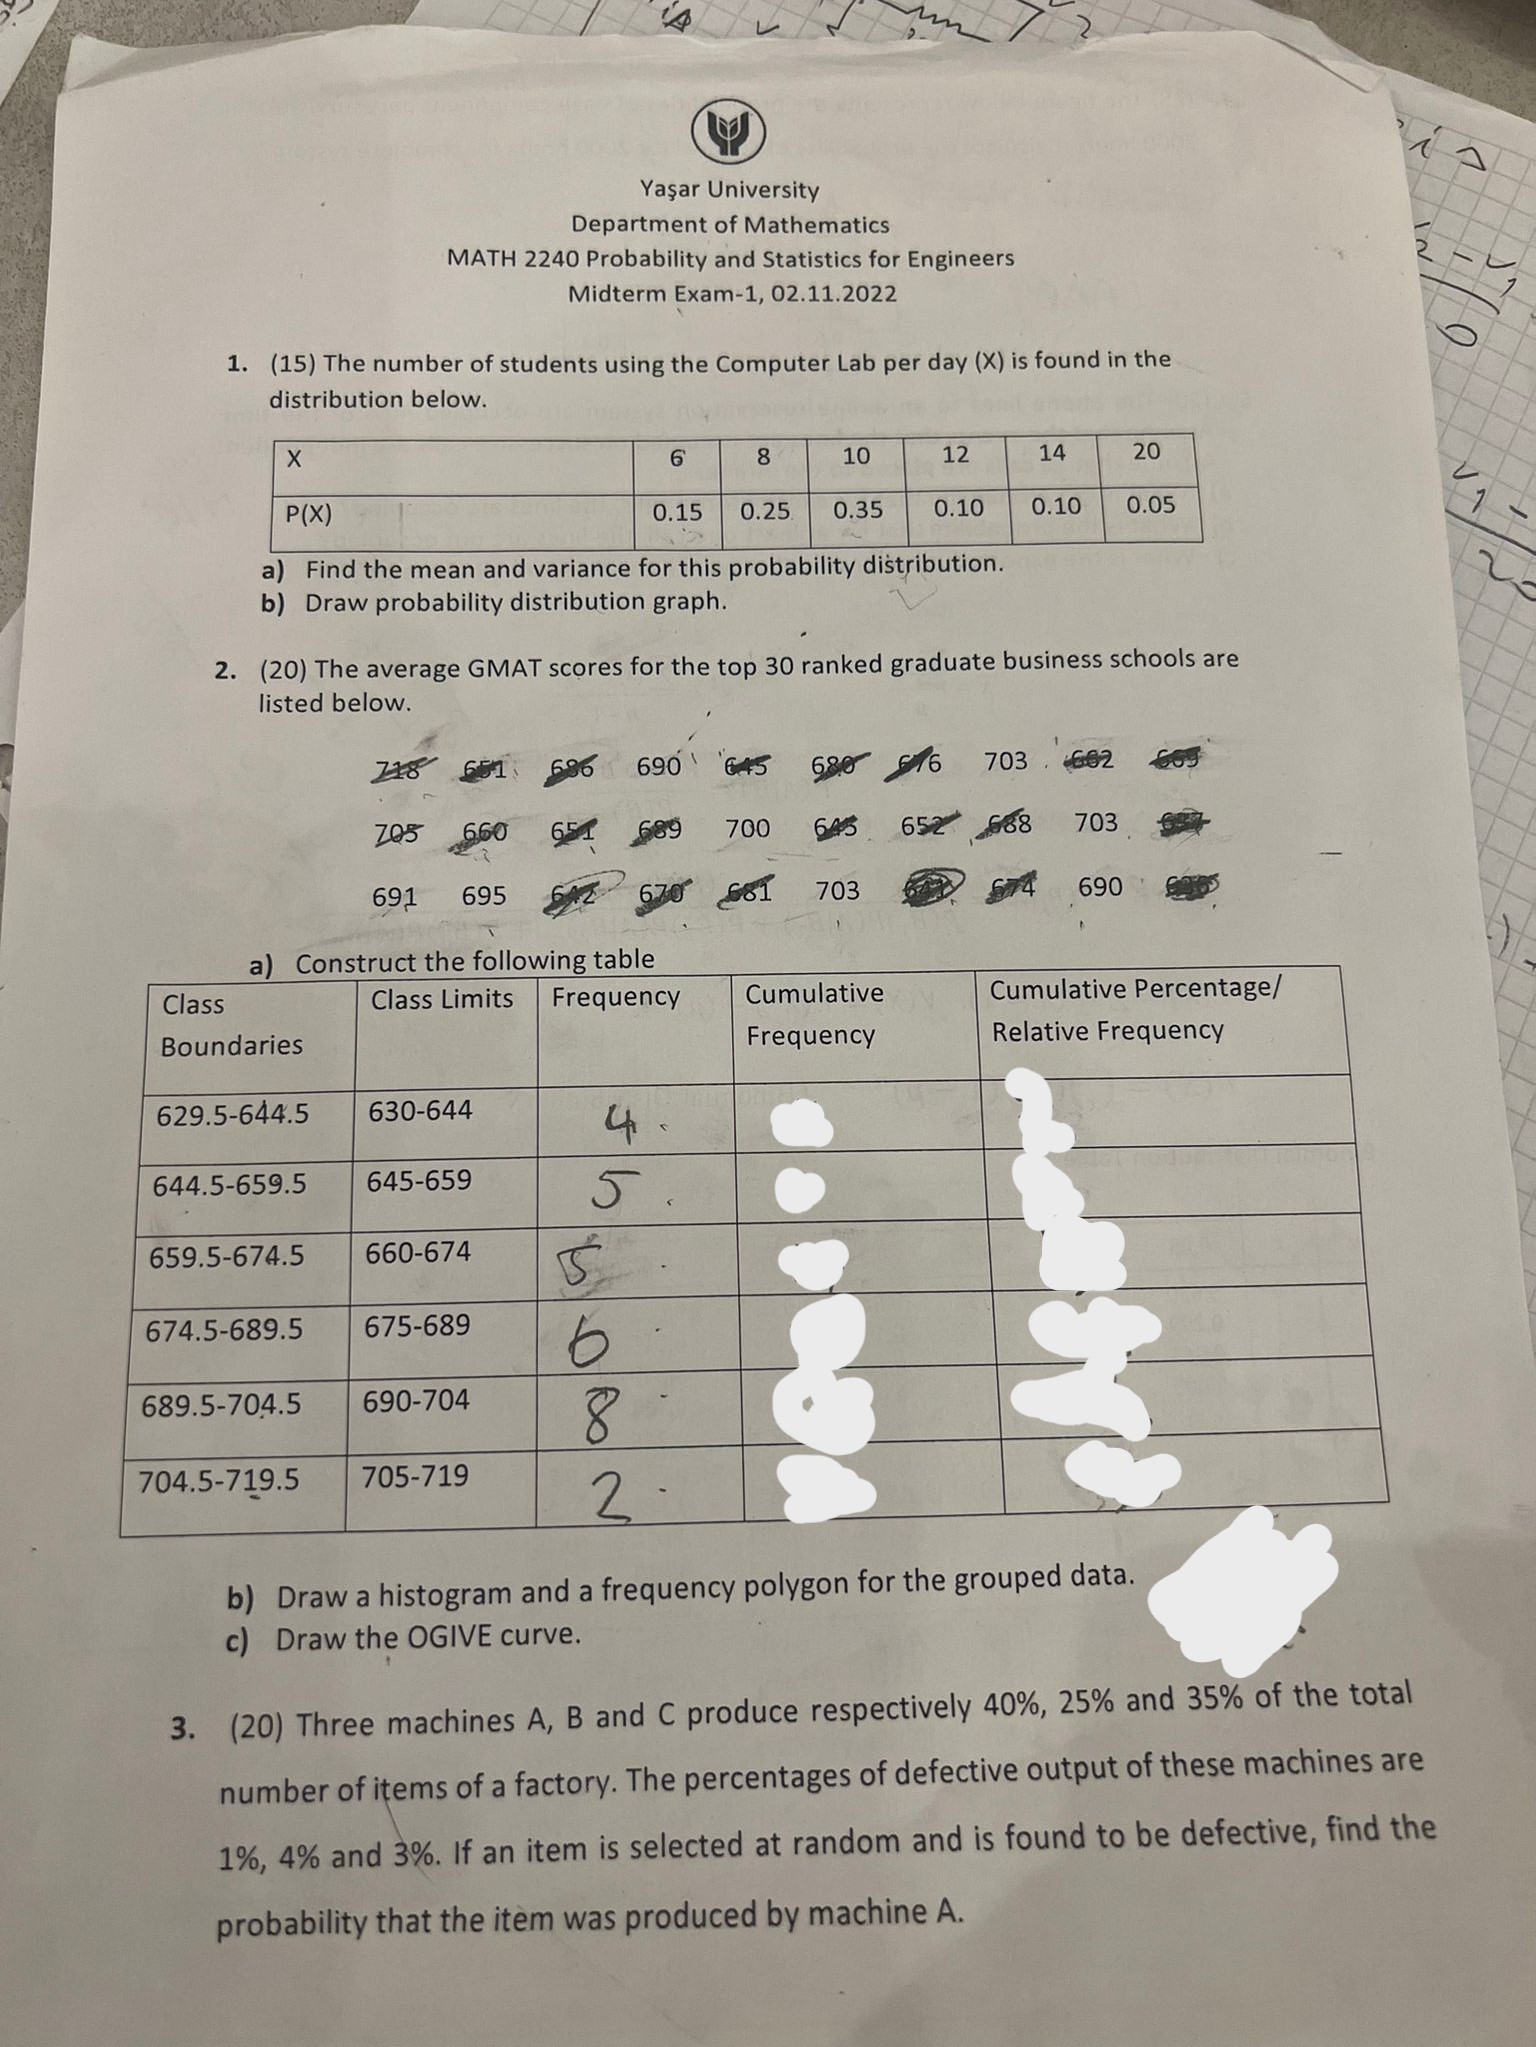 Yaşar University
Department of Mathematics
MATH 2240 Probability and Statistics for Engineers
Midterm Exam-1, 02.11.2022
1. (15) The number of students using the Computer Lab per day (X) is found in the
distribution below.
X 6 8 10 12 14 20
P(X) 0.15 0.25 0.35 0.10 0.10 0.05
a) Find the mean and variance for this probability distribution.
b) Draw probability distribution graph.
2. (20) The average GMAT scores for the top 30 ranked graduate business schools are
listed below.
718 651 686 690 645 680 676 703 662
705 660 651 689 700 645 652 688 703
691 695 642 670 681 703 674 690
a) Construct the following table
Class Boundaries Class Limits Frequency Cumulative Frequency Cumulative Percentage/ Relative Frequency
629.5-644.5 630-644 4
644.5-659.5 645-659 5
659.5-674.5 660-674 5
674.5-689.5 675-689 6
689.5-704.5 690-704 8
704.5-719.5 705-719 2
b) Draw a histogram and a frequency polygon for the grouped data.
c) Draw the OGIVE curve.
3. (20) Three machines A, B and C produce respectively 40%, 25% and 35% of the total
number of items of a factory. The percentages of defective output of these machines are
1%, 4% and 3%. If an item is selected at random and is found to be defective, find the
probability that the item was produced by machine A.